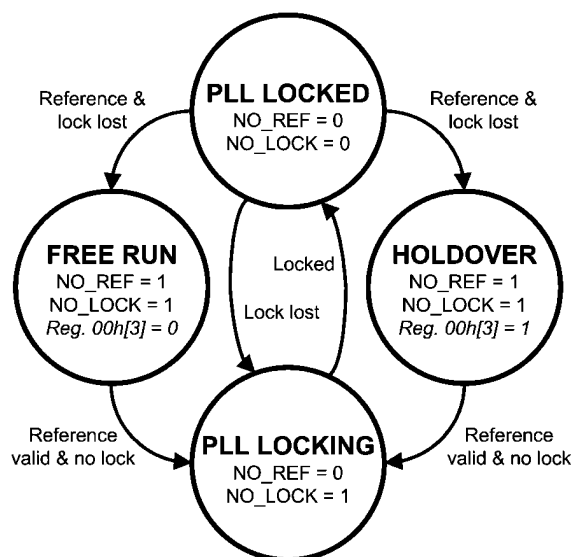 PLL LOCKED
NO_REF = 0
NO_LOCK = 0
Reference &
lock lost
Reference &
lock lost
FREE RUN
NO_REF = 1
NO_LOCK = 1
Reg. 00h[3] = 0
Locked
Lock lost
HOLDOVER
NO_REF = 1
NO_LOCK = 1
Reg. 00h[3] = 1
Reference
valid & no lock
PLL LOCKING
NO_REF = 0
NO_LOCK = 1
Reference
valid & no lock